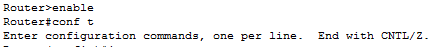 Router>enable
Router#conf t
Enter configuration commands, one per line.  End with CNTL/Z.